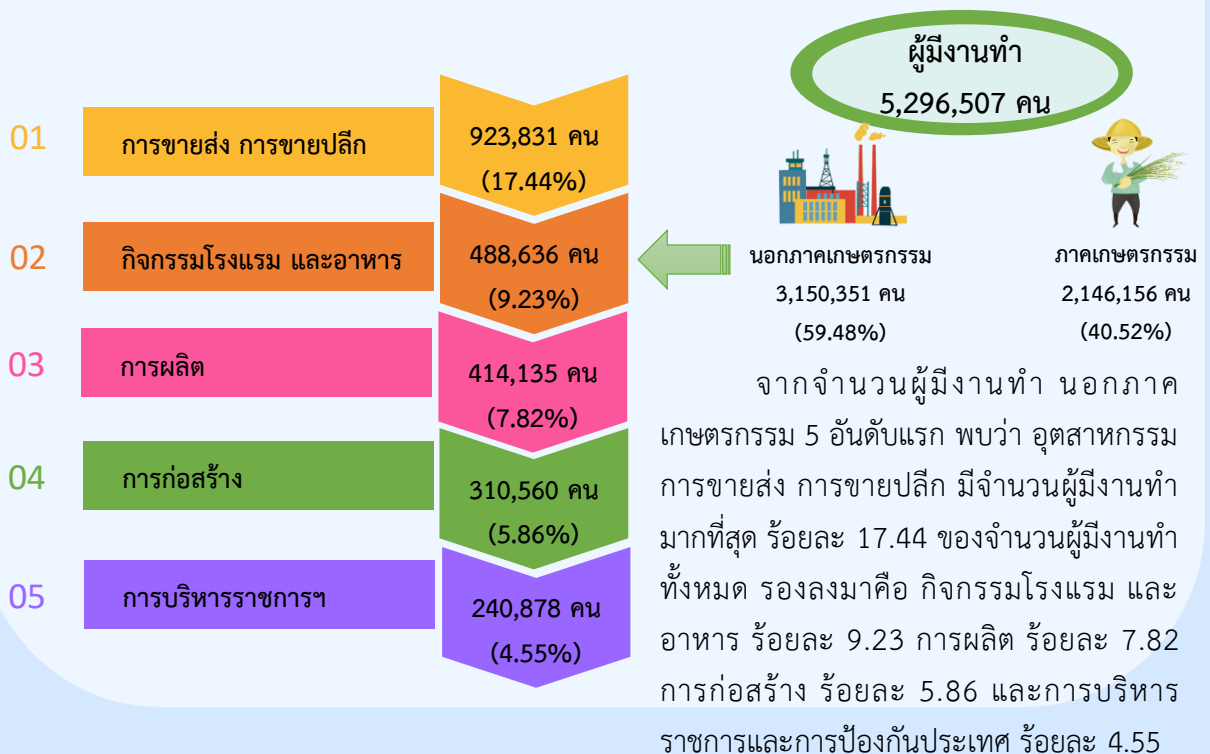 ผู้มีงานทำ
5,296,507 คน
นอกภาคเกษตรกรรม
3,150,351 คน
(59.48%)
ภาคเกษตรกรรม
2,146,156 คน
(40.52%)
01
การขายส่ง การขายปลีก
923,831 คน
(17.44%)
02
กิจกรรมโรงแรม และอาหาร
488,636 คน
(9.23%)
03
การผลิต
414,135 คน
(7.82%)
04
การก่อสร้าง
310,560 คน
(5.86%)
05
การบริหารราชการฯ
240,878 คน
(4.55%)
จากจำนวนผู้มีงานทำ นอกภาค
เกษตรกรรม 5 อันดับแรก พบว่า อุตสาหกรรม
การขายส่ง การขายปลีก มีจำนวนผู้มีงานทำ
มากที่สุด ร้อยละ 17.44 ของจำนวนผู้มีงานทำ
ทั้งหมด รองลงมาคือ กิจกรรมโรงแรม และ
อาหาร ร้อยละ 9.23 การผลิต ร้อยละ 7.82
การก่อสร้าง ร้อยละ 5.86 และการบริหาร
ราชการและการป้องกันประเทศ ร้อยละ 4.55